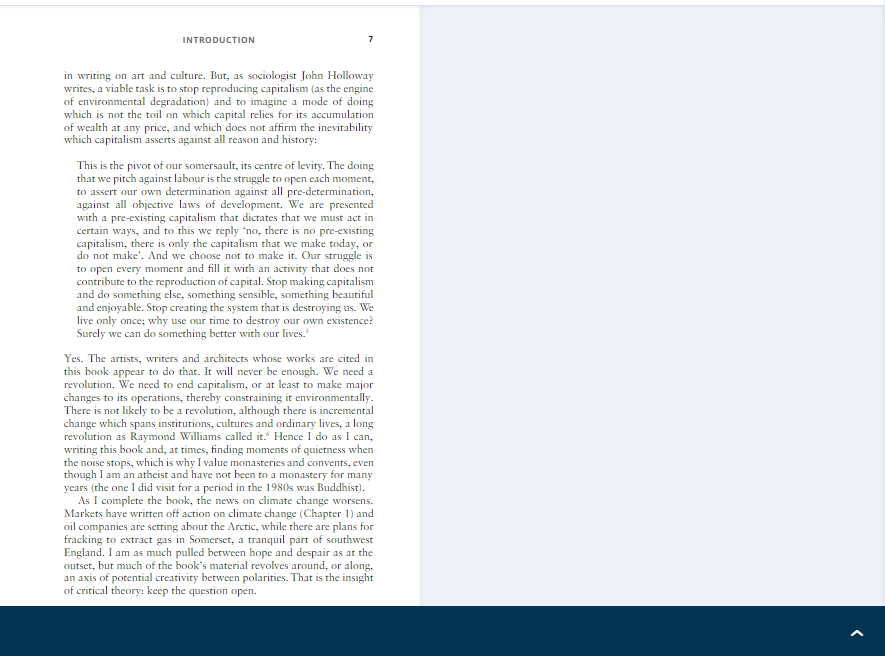 INTRODUCTION 7
in writing on art and culture. But, as sociologist John Holloway
writes, a viable task is to stop reproducing capitalism (as the engine
of environmental degradation) and to imagine a mode of doing
which is not the toil on which capital relies for its accumulation
of wealth at any price, and which does not affirm the inevitability
which capitalism asserts against all reason and history:
This is the pivot of our somersault, its centre of levity. The doing
that we pitch against labour is the struggle to open each moment,
to assert our own determination against all pre-determination,
against all objective laws of development. We are presented
with a pre-existing capitalism that dictates that we must act in
certain ways, and to this we reply ‘no, there is no pre-existing
capitalism, there is only the capitalism that we make today, or
do not make’. And we choose not to make it. Our struggle is
to open every moment and fill it with an activity that does not
contribute to the reproduction of capital. Stop making capitalism
and do something else, something sensible, something beautiful
and enjoyable. Stop creating the system that is destroying us. We
live only once; why use our time to destroy our own existence?
Surely we can do something better with our lives.⁵
Yes. The artists, writers and architects whose works are cited in
this book appear to do that. It will never be enough. We need a
revolution. We need to end capitalism, or at least to make major
changes to its operations, thereby constraining it environmentally.
There is not likely to be a revolution, although there is incremental
change which spans institutions, cultures and ordinary lives, a long
revolution as Raymond Williams called it.⁶ Hence I do as I can,
writing this book and, at times, finding moments of quietness when
the noise stops, which is why I value monasteries and convents, even
though I am an atheist and have not been to a monastery for many
years (the one I did visit for a period in the 1980s was Buddhist).
As I complete the book, the news on climate change worsens.
Markets have written off action on climate change (Chapter 1) and
oil companies are setting about the Arctic, while there are plans for
fracking to extract gas in Somerset, a tranquil part of southwest
England. I am as much pulled between hope and despair as at the
outset, but much of the book’s material revolves around, or along,
an axis of potential creativity between polarities. That is the insight
of critical theory: keep the question open.